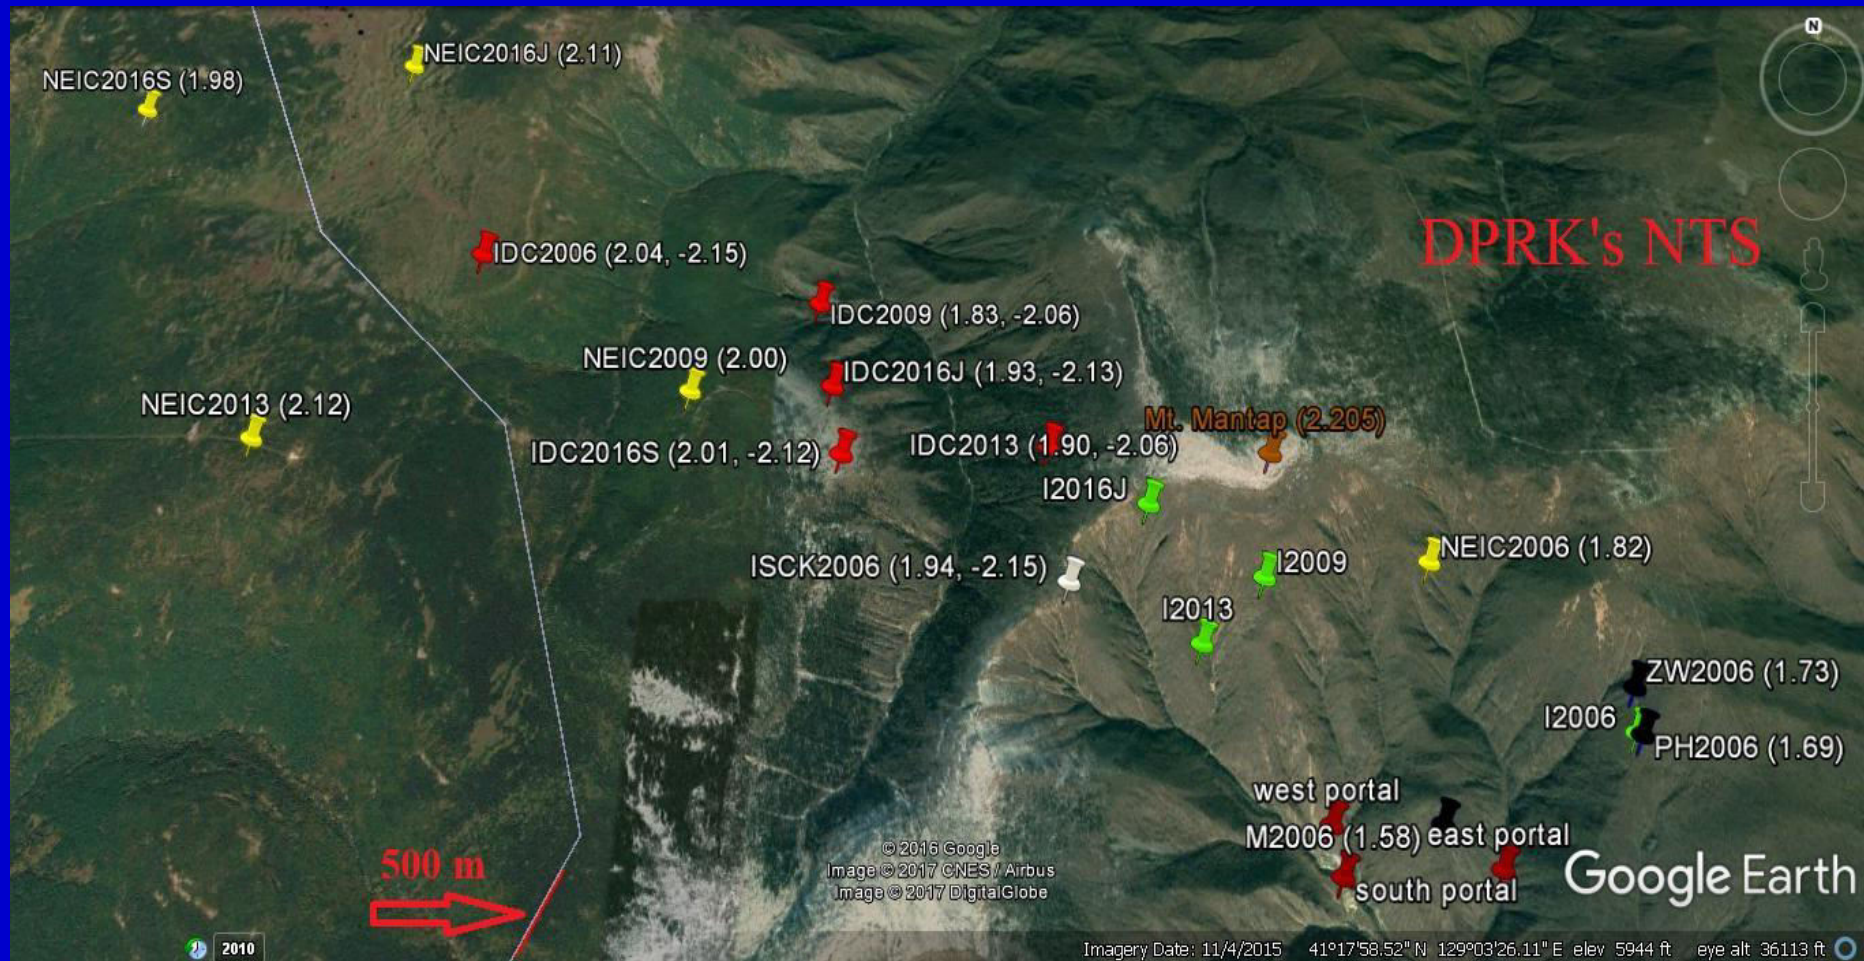 N
NEIC2016J (2.11)
NEIC2016S (1.98)
DPRK's NTS
IDC2006 (2.04, -2.15)
IDC2009 (1.83, -2.06)
NEIC2009 (2.00)
IDC2016J (1.93, -2.13)
NEIC2013 (2.12)
Mt. Mantap (2.205)
IDC2016S (2.01, -2.12)
IDC2013 (1.90, -2.06)
I2016J
NEIC2006 (1.82)
ISCK2006 (1.94, -2.15)
I2009
I2013
ZW2006 (1.73)
I2006
PH2006 (1.69)
west portal
M2006 (1.58)
east portal
south portal
500 m
© 2016 Google
Image © 2017 CNES / Airbus
Image © 2017 DigitalGlobe
Google Earth
2010
Imagery Date: 11/4/2015 41°17'58.52" N 129°03'26.11" E elev 5944 ft eye alt 36113 ft